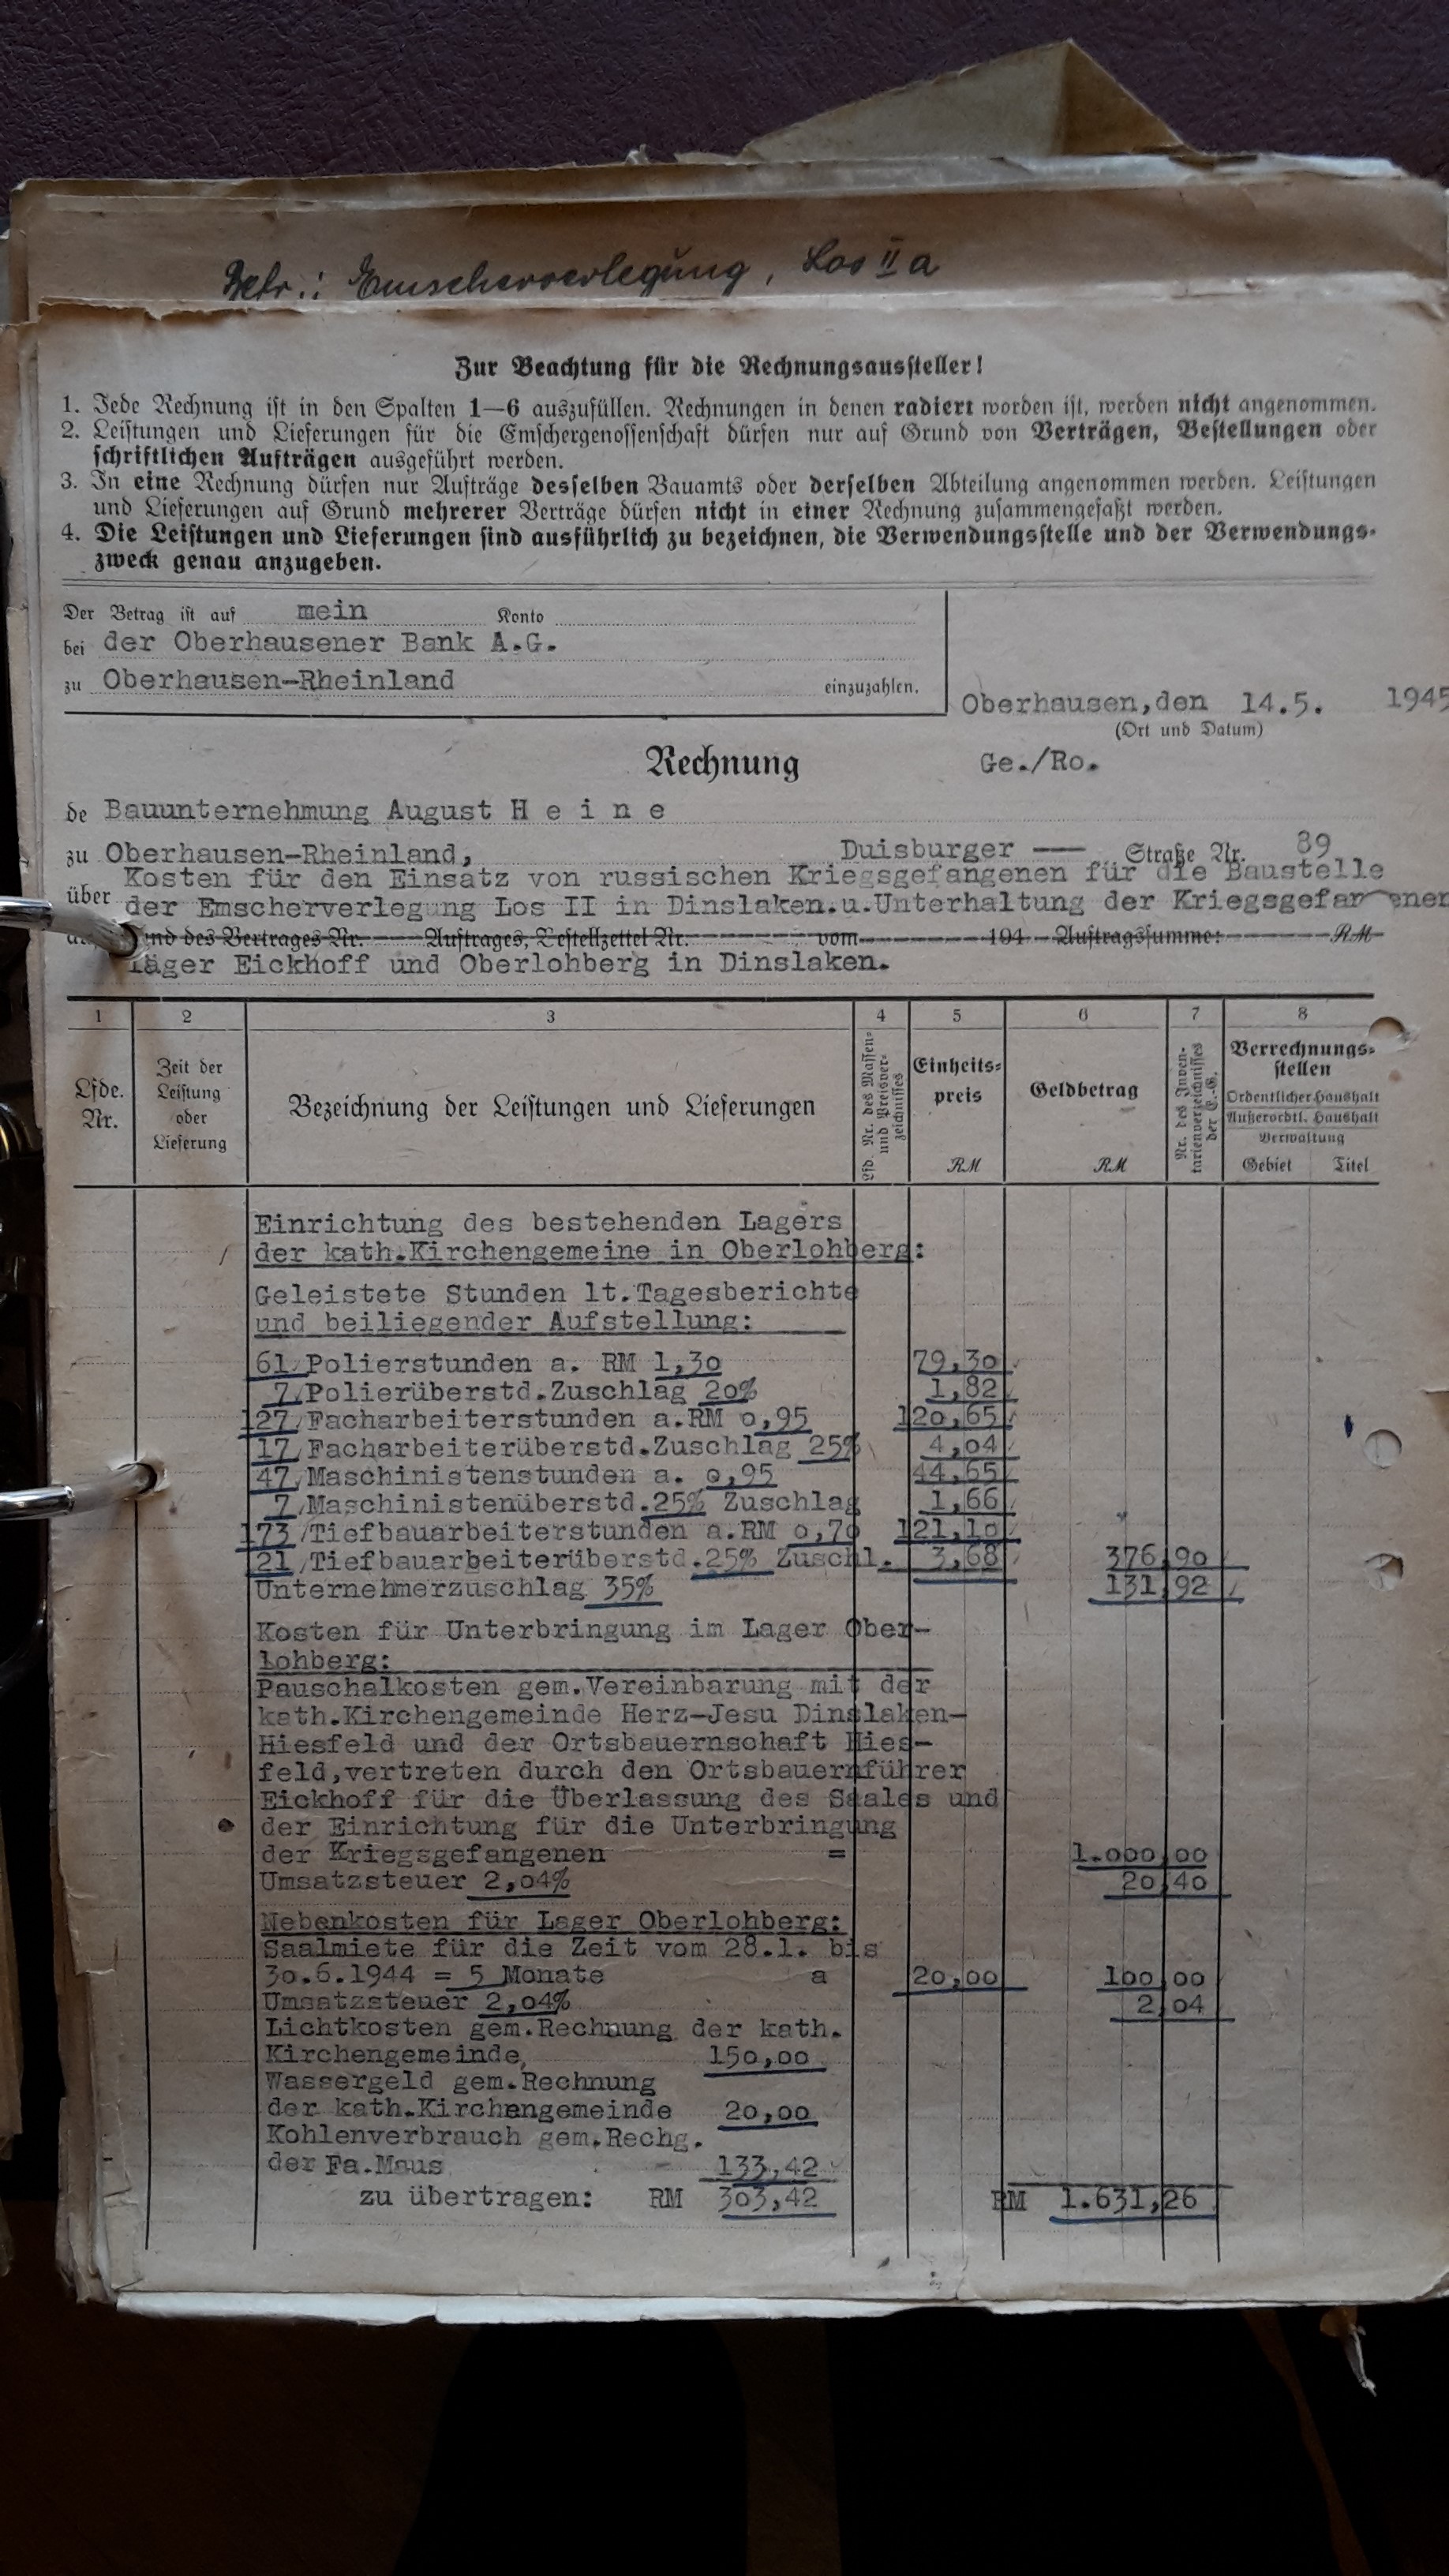 Betr.: Emscherverlegung, Los II a
Zur Beachtung für die Rechnungsaussteller!
1. Jede Rechnung ist in den Spalten 1—6 auszufüllen. Rechnungen in denen radiert worden ist, werden nicht angenommen.
2. Leistungen und Lieferungen für die Emschergenossenschaft dürfen nur auf Grund von Verträgen, Bestellungen oder
schriftlichen Aufträgen ausgeführt werden.
3. In eine Rechnung dürfen nur Aufträge desselben Bauamts oder derselben Abteilung angenommen werden. Leistungen
und Lieferungen auf Grund mehrerer Verträge dürfen nicht in einer Rechnung zusammengefaßt werden.
4. Die Leistungen und Lieferungen sind ausführlich zu bezeichnen, die Verwendungsstelle und der Verwendungs-
zweck genau anzugeben.
Der Betrag ist auf mein Konto
bei der Oberhausener Bank A.G.
zu Oberhausen-Rheinland einzuzahlen.
Oberhausen,den 14.5. 1945
(Ort und Datum)
Rechnung Ge./Ro.
de Bauunternehmung August H e i n e
zu Oberhausen-Rheinland, Duisburger — Straße Nr. 89
Kosten für den Einsatz von russischen Kriegsgefangenen für die Baustelle
über der Emscherverlegung Los II in Dinslaken.u.Unterhaltung der Kriegsgefangenen
und des Vertrages Nr. Auftrages, Bestellzettel Nr. vom 194 Auftragssumme: RM
läger Eickhoff und Oberlohberg in Dinslaken.
1 2 3 4 5 6 7 8
Lfde. Nr.
Zeit der Leistung oder Lieferung
Bezeichnung der Leistungen und Lieferungen
Lfd. Nr. des Massen- und Preisver- zeichnisses
Einheits- preis RM
Geldbetrag RM
Nr. des Inven- tarienverzeichnisses der E.-G.
Verrechnungs- stellen
Ordentlicher Haushalt
Außerordtl. Haushalt
Verwaltung
Gebiet Titel
Einrichtung des bestehenden Lagers
der kath.Kirchengemeine in Oberlohberg:
Geleistete Stunden lt.Tagesberichte
und beiliegender Aufstellung:
61 Polierstunden a. RM 1,30 79,30
7 Polierüberstd.Zuschlag 20% 1,82
127 Facharbeiterstunden a.RM 0,95 120,65
17 Facharbeiterüberstd.Zuschlag 25% 4,04
47 Maschinistenstunden a. 0,95 44,65
7 Maschinistenüberstd.25% Zuschlag 1,66
173 Tiefbauarbeiterstunden a.RM 0,70 121,10
21 Tiefbauarbeiterüberstd.25% Zuschl. 3,68 376,90
Unternehmerzuschlag 35% 131,92
Kosten für Unterbringung im Lager Ober-
lohberg:
Pauschalkosten gem.Vereinbarung mit der
kath.Kirchengemeinde Herz-Jesu Dinslaken-
Hiesfeld und der Ortsbauernschaft Hies-
feld,vertreten durch den Ortsbauernführer
Eickhoff für die Überlassung des Saales und
der Einrichtung für die Unterbringung
der Kriegsgefangenen = 1.000,00
Umsatzsteuer 2,04% 20,40
Nebenkosten für Lager Oberlohberg:
Saalmiete für die Zeit vom 28.1. bis
30.6.1944 = 5 Monate a 20,00 100,00
Umsatzsteuer 2,04% 2,04
Lichtkosten gem.Rechnung der kath.
Kirchengemeinde, 150,00
Wassergeld gem.Rechnung
der kath.Kirchengemeinde 20,00
Kohlenverbrauch gem.Rechg.
der Fa.Maus 133,42
zu übertragen: RM 303,42 RM 1.631,26